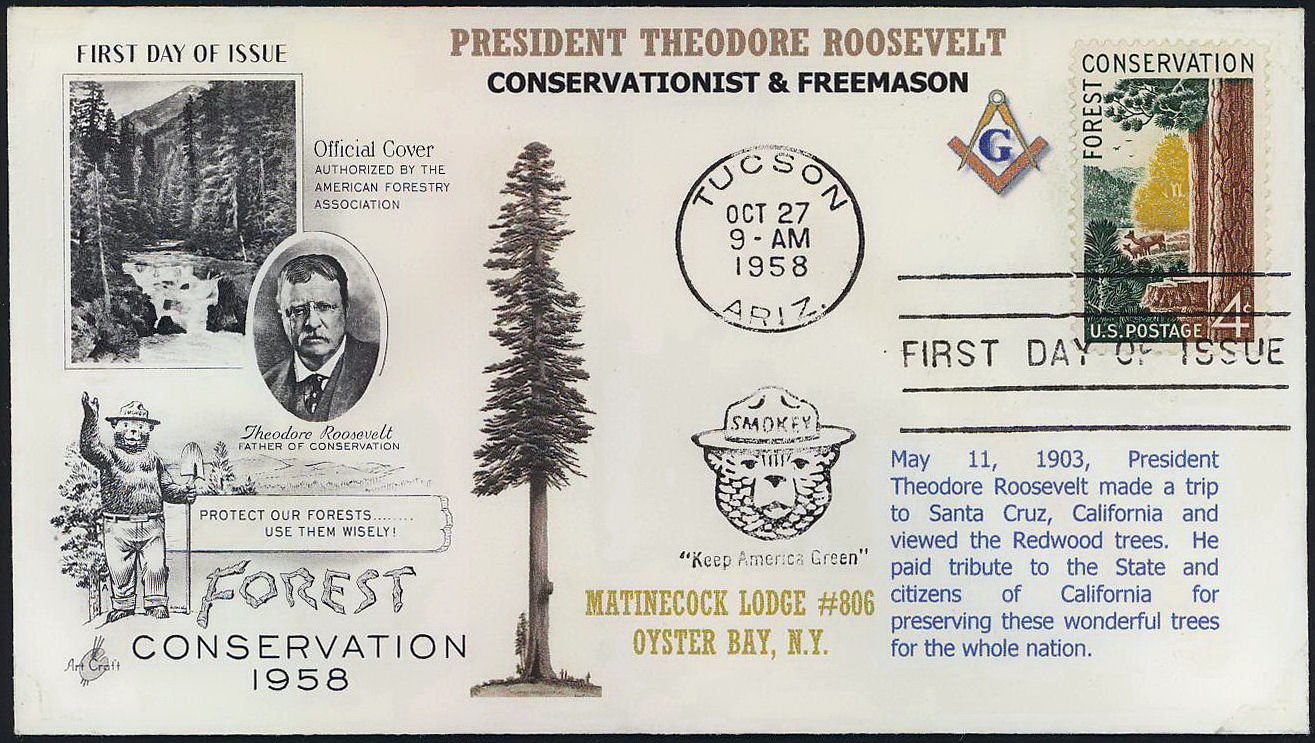 FIRST DAY OF ISSUE
PRESIDENT THEODORE ROOSEVELT
CONSERVATIONIST & FREEMASON
Official Cover
AUTHORIZED BY THE
AMERICAN FORESTRY
ASSOCIATION
Theodore Roosevelt
FATHER OF CONSERVATION
SMOKEY
PROTECT OUR FORESTS........
USE THEM WISELY!
FOREST
CONSERVATION
1958
Art Craft
TUCSON
OCT 27
9-AM
1958
ARIZ.
G
FOREST
CONSERVATION
U.S. POSTAGE 4¢
FIRST DAY OF ISSUE
SMOKEY
"Keep America Green"
MATINECOCK LODGE #806
OYSTER BAY, N.Y.
May 11, 1903, President
Theodore Roosevelt made a trip
to Santa Cruz, California and
viewed the Redwood trees. He
paid tribute to the State and
citizens of California for
preserving these wonderful trees
for the whole nation.